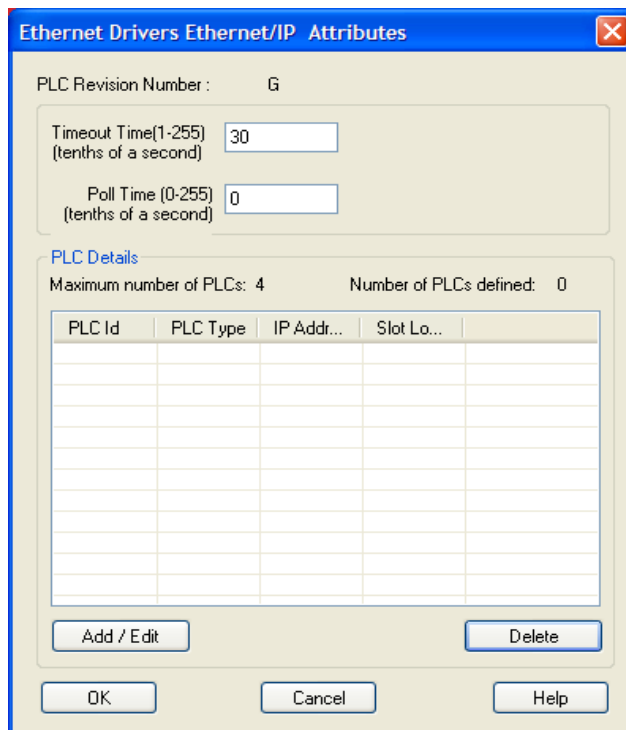 Ethernet Drivers Ethernet/IP Attributes
PLC Revision Number : G
Timeout Time(1-255) 30
(tenths of a second)
Poll Time (0-255) 0
(tenths of a second)
PLC Details
Maximum number of PLCs: 4 Number of PLCs defined: 0
PLC Id PLC Type IP Addr... Slot Lo...
Add / Edit Delete
OK Cancel Help